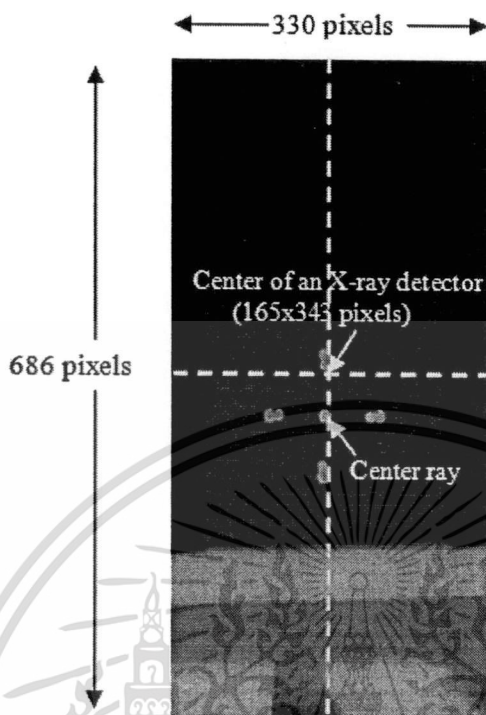 330 pixels
Center of an X-ray detector
(165x343 pixels)
686 pixels
Center ray